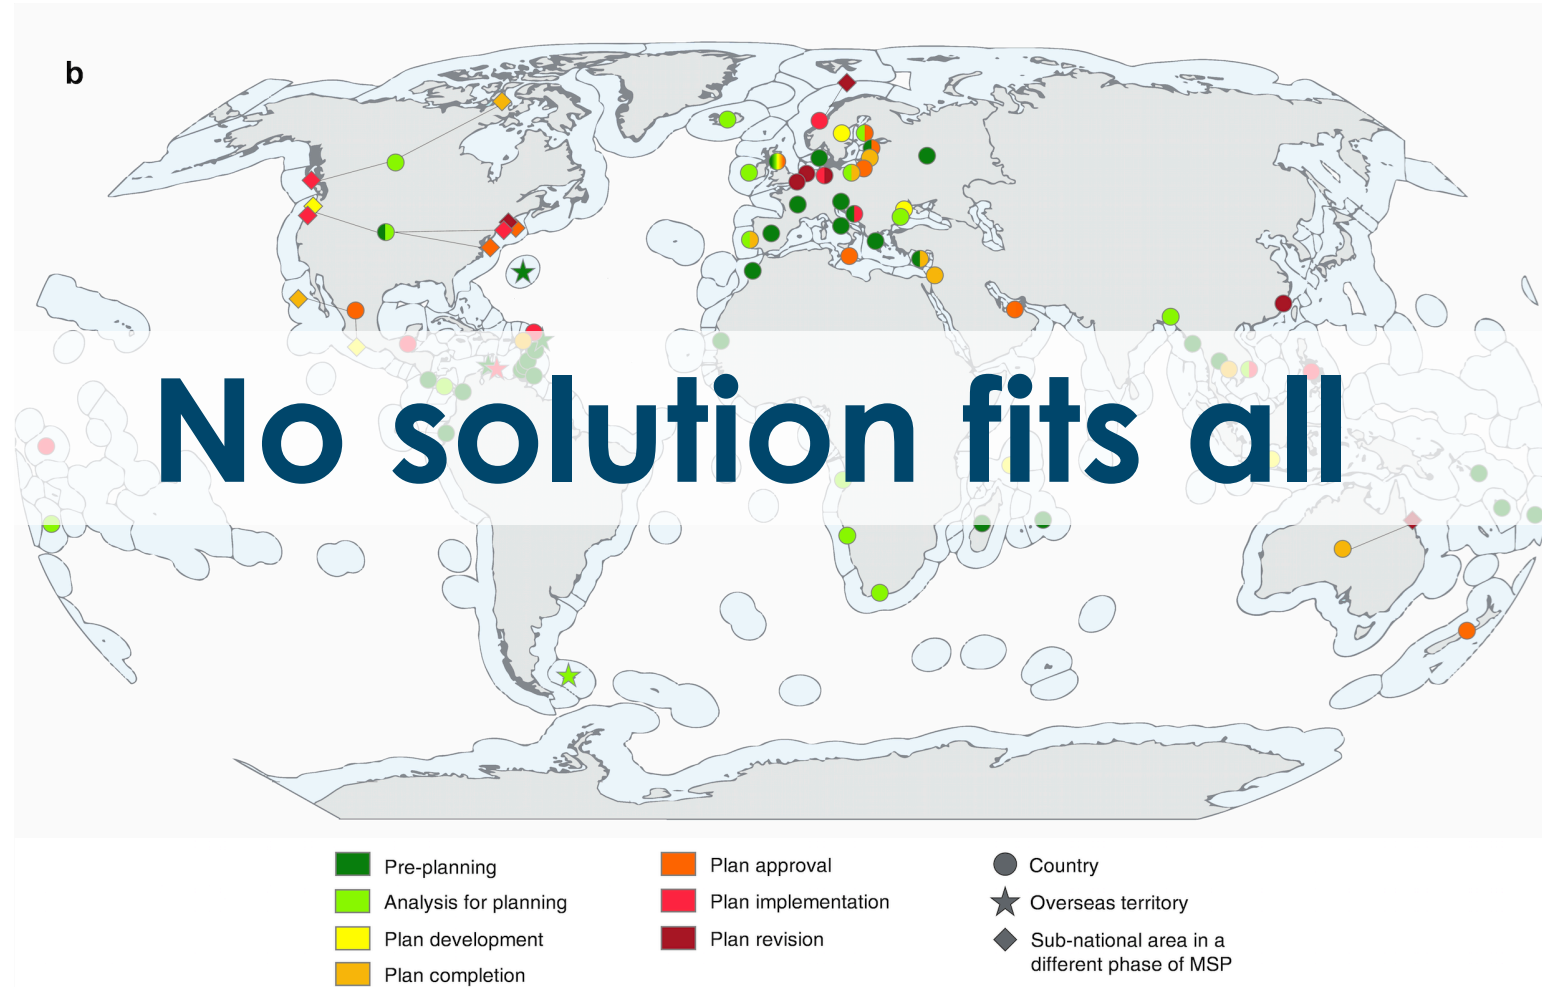 b
No solution fits all
Pre-planning
Analysis for planning
Plan development
Plan completion
Plan approval
Plan implementation
Plan revision
Country
Overseas territory
Sub-national area in a
different phase of MSP